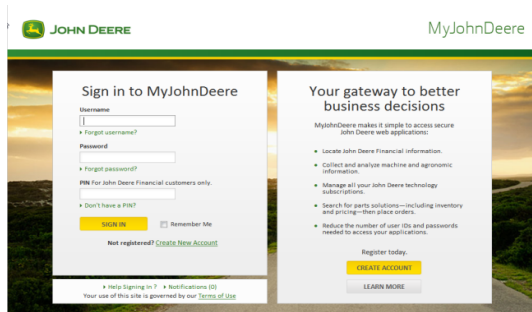 JOHN DEERE
MyJohnDeere
Sign in to MyJohnDeere
Username
Forgot username?
Password
Forgot password?
PIN For John Deere Financial customers only.
Don't have a PIN?
SIGN IN
Remember Me
Not registered? Create New Account
Help Signing In ? Notifications (0)
Your use of this site is governed by our Terms of Use
Your gateway to better
business decisions
MyJohnDeere makes it simple to access secure
John Deere web applications:
Locate John Deere Financial information.
Collect and analyze machine and agronomic
information.
Manage all your John Deere technology
subscriptions.
Search for parts solutions—including inventory
and pricing—then place orders.
Reduce the number of user IDs and passwords
needed to access your applications.
Register today.
CREATE ACCOUNT
LEARN MORE